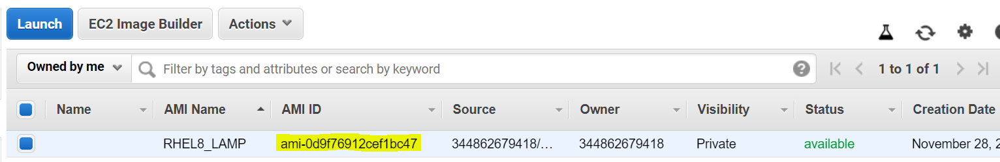 Launch EC2 Image Builder Actions
Owned by me Filter by tags and attributes or search by keyword ? 1 to 1 of 1
Name AMI Name AMI ID Source Owner Visibility Status Creation Date
RHEL8_LAMP ami-0d9f76912cef1bc47 344862679418/... 344862679418 Private available November 28, 2